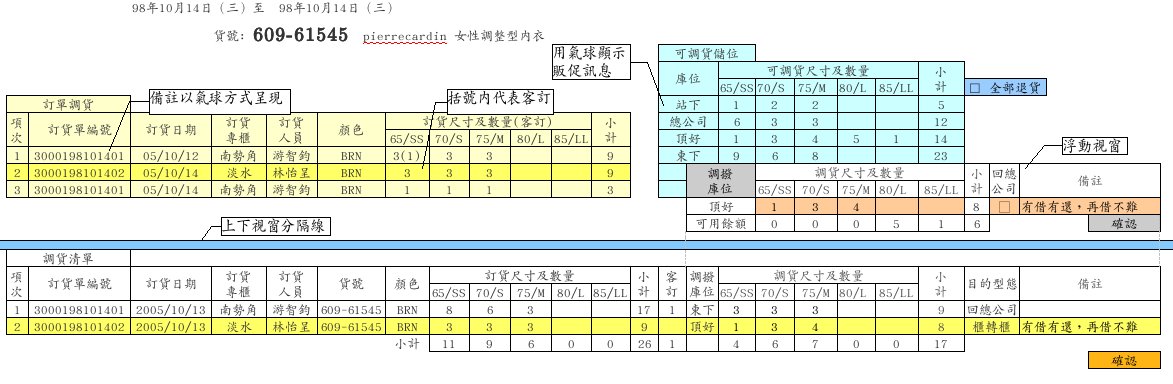 98年10月14日（三）至　98年10月14日（三）
貨號: 609-61545 pierrecardin 女性調整型內衣
用氣球顯示
販促訊息
可調貨儲位
庫位 可調貨尺寸及數量 小計
65/SS 70/S 75/M 80/L 85/LL
站下 1 2 2 5
總公司 6 3 3 12
頂好 1 3 4 5 1 14
東下 9 6 8 23
□ 全部退貨
訂單調貨
備註以氣球方式呈現
括號內代表客訂
項次 訂貨單編號 訂貨日期 訂貨專櫃 訂貨人員 顏色 訂貨尺寸及數量(客訂) 小計
65/SS 70/S 75/M 80/L 85/LL
1 3000198101401 05/10/12 南勢角 游智鈞 BRN 3(1) 3 3 9
2 3000198101402 05/10/14 淡水 林怡呈 BRN 3 3 3 9
3 3000198101401 05/10/14 南勢角 游智鈞 BRN 1 1 1 3
浮動視窗
調撥庫位 調貨尺寸及數量 小計 回總公司 備註
65/SS 70/S 75/M 80/L 85/LL
頂好 1 3 4 8 □ 有借有還，再借不難
可用餘額 0 0 0 5 1 6 確認
上下視窗分隔線
調貨清單
項次 訂貨單編號 訂貨日期 訂貨專櫃 訂貨人員 貨號 顏色 訂貨尺寸及數量 小計 客訂 調撥庫位 調貨尺寸及數量 小計 目的型態 備註
65/SS 70/S 75/M 80/L 85/LL 65/SS 70/S 75/M 80/L 85/LL
1 3000198101401 2005/10/13 南勢角 游智鈞 609-61545 BRN 8 6 3 17 1 東下 3 3 3 9 回總公司
2 3000198101402 2005/10/13 淡水 林怡呈 609-61545 BRN 3 3 3 9 頂好 1 3 4 8 櫃轉櫃 有借有還，再借不難
小計 11 9 6 0 0 26 1 4 6 7 0 0 17
確認